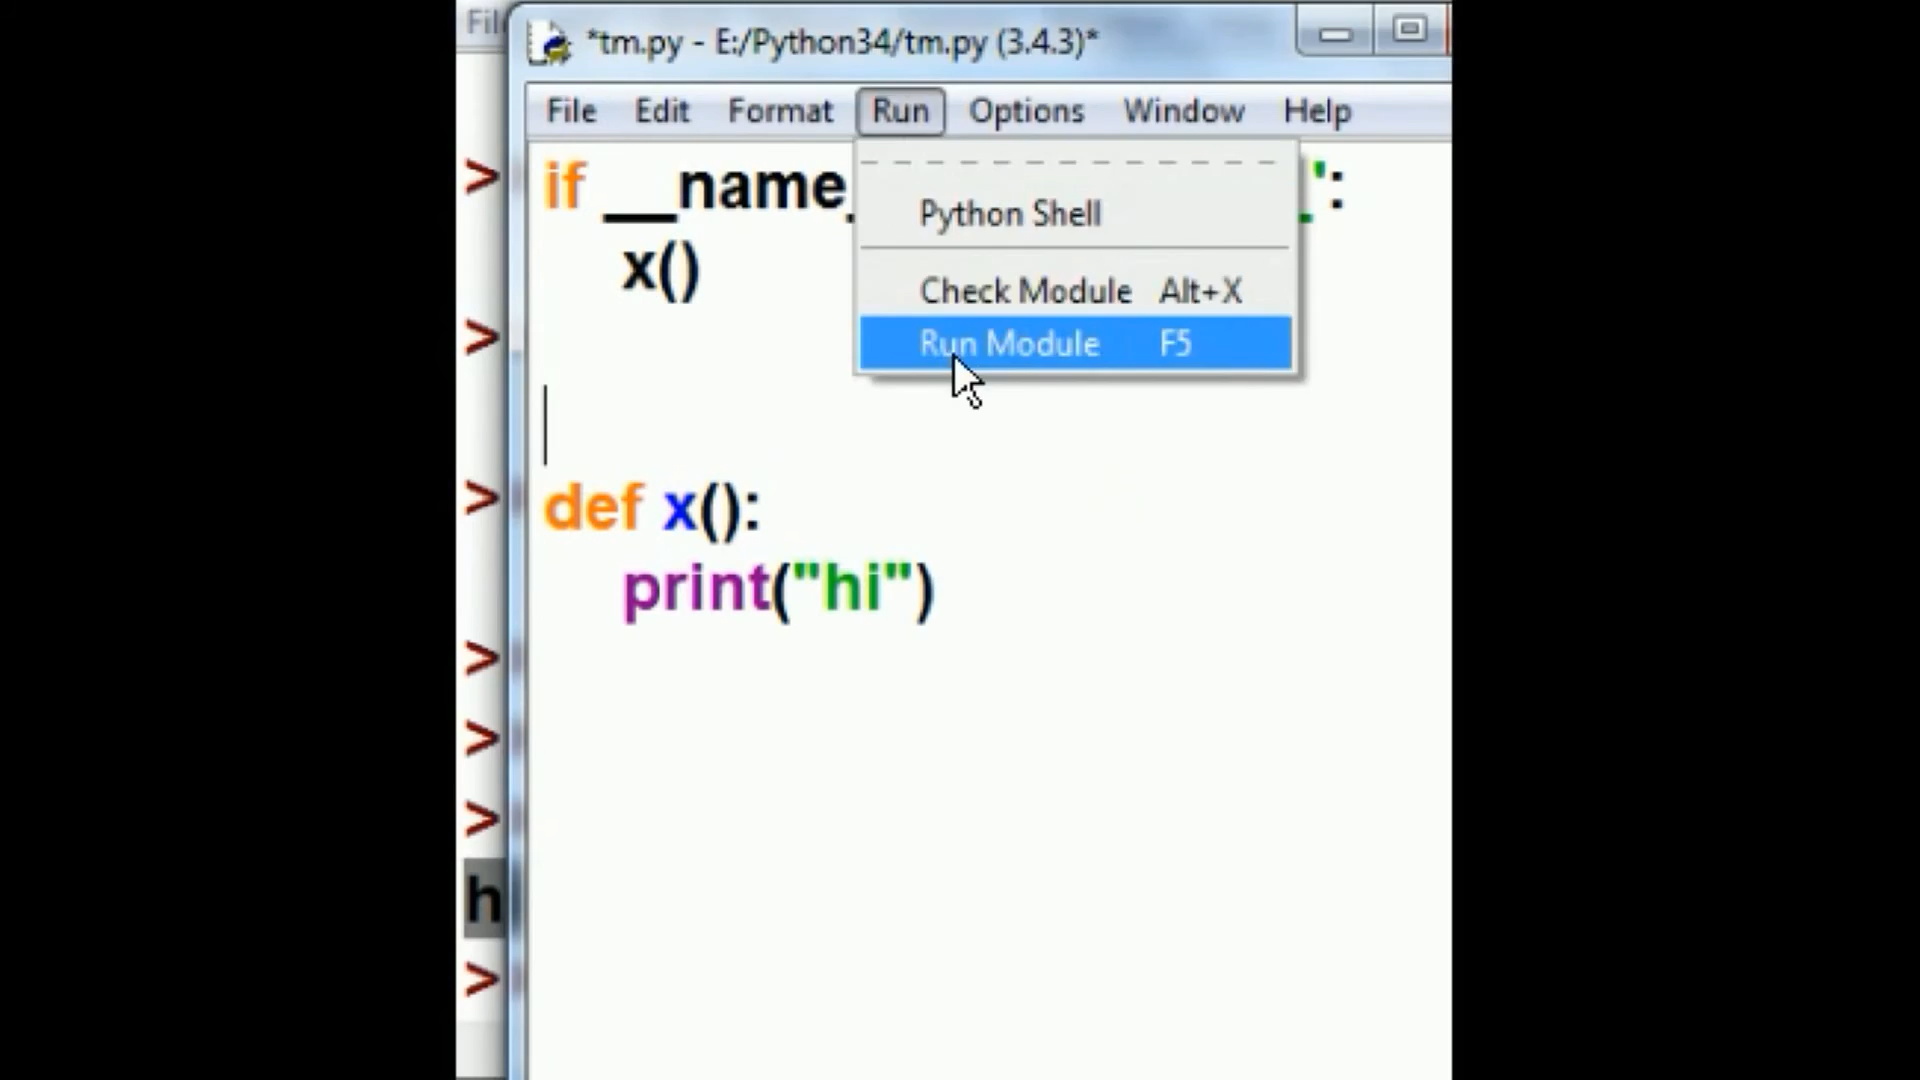 Fil
*tm.py - E:/Python34/tm.py (3.4.3)*
File Edit Format Run Options Window Help
> if __name_ _': 
Python Shell
x()
Check Module Alt+X
> Run Module F5
> def x():
print("hi")
>
>
>
h
>